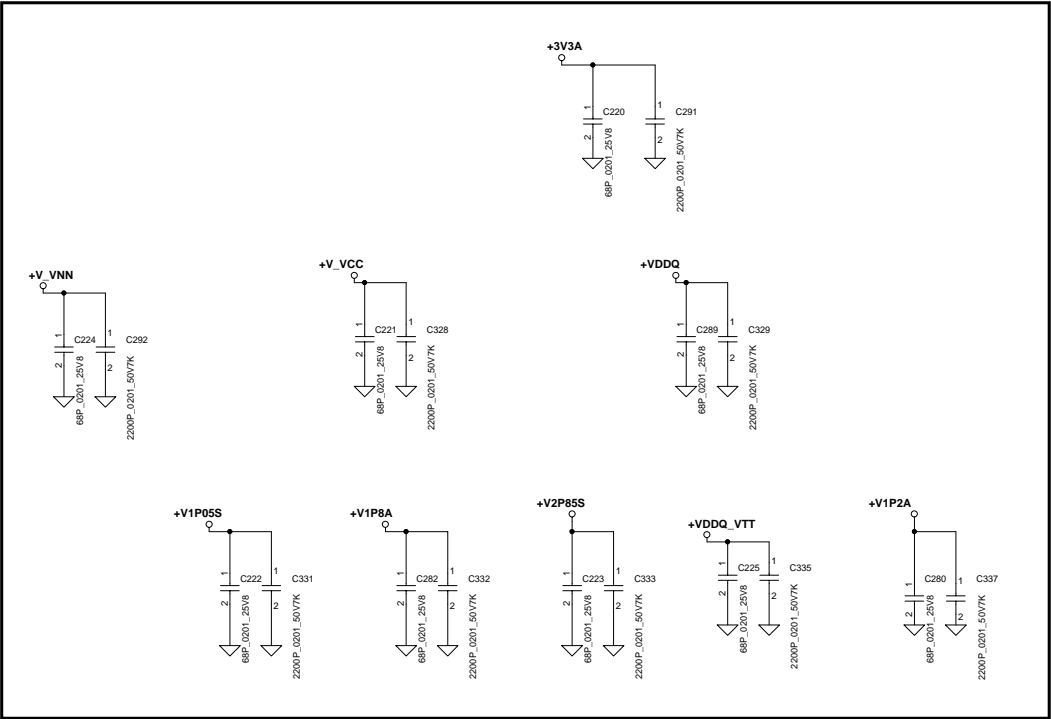 +3V3A
1
2
C220
68P_0201_25V8
1
2
C291
2200P_0201_50V7K
+V_VNN
1
2
C224
68P_0201_25V8
1
2
C292
2200P_0201_50V7K
+V_VCC
1
2
C221
68P_0201_25V8
1
2
C328
2200P_0201_50V7K
+VDDQ
1
2
C289
68P_0201_25V8
1
2
C329
2200P_0201_50V7K
+V1P05S
1
2
C222
68P_0201_25V8
1
2
C331
2200P_0201_50V7K
+V1P8A
1
2
C282
68P_0201_25V8
1
2
C332
2200P_0201_50V7K
+V2P85S
1
2
C223
68P_0201_25V8
1
2
C333
2200P_0201_50V7K
+VDDQ_VTT
1
2
C225
68P_0201_25V8
1
2
C335
2200P_0201_50V7K
+V1P2A
1
2
C280
68P_0201_25V8
1
2
C337
2200P_0201_50V7K